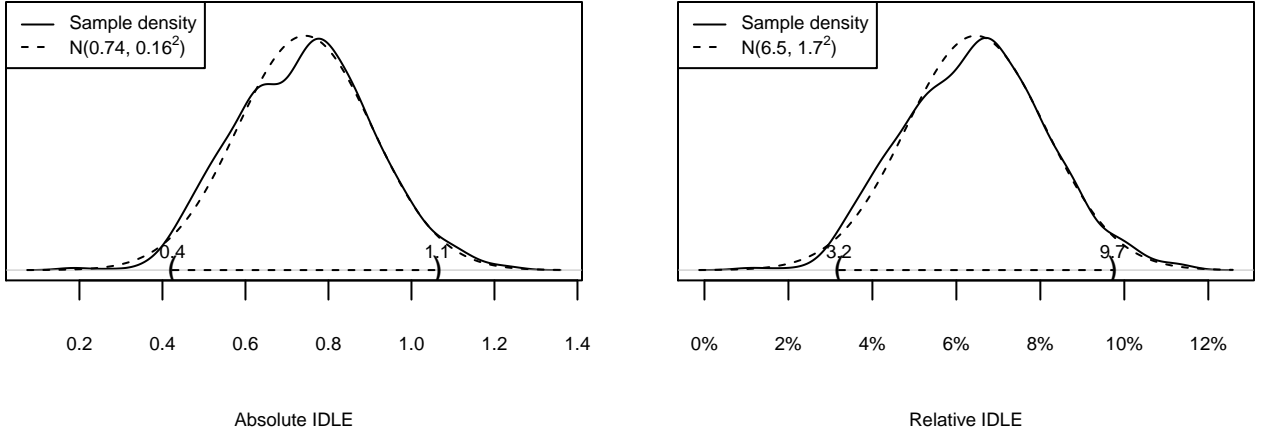 Sample density
N(0.74, 0.16²)
0.4
1.1
0.2 0.4 0.6 0.8 1.0 1.2 1.4
Absolute IDLE
Sample density
N(6.5, 1.7²)
3.2
9.7
0% 2% 4% 6% 8% 10% 12%
Relative IDLE